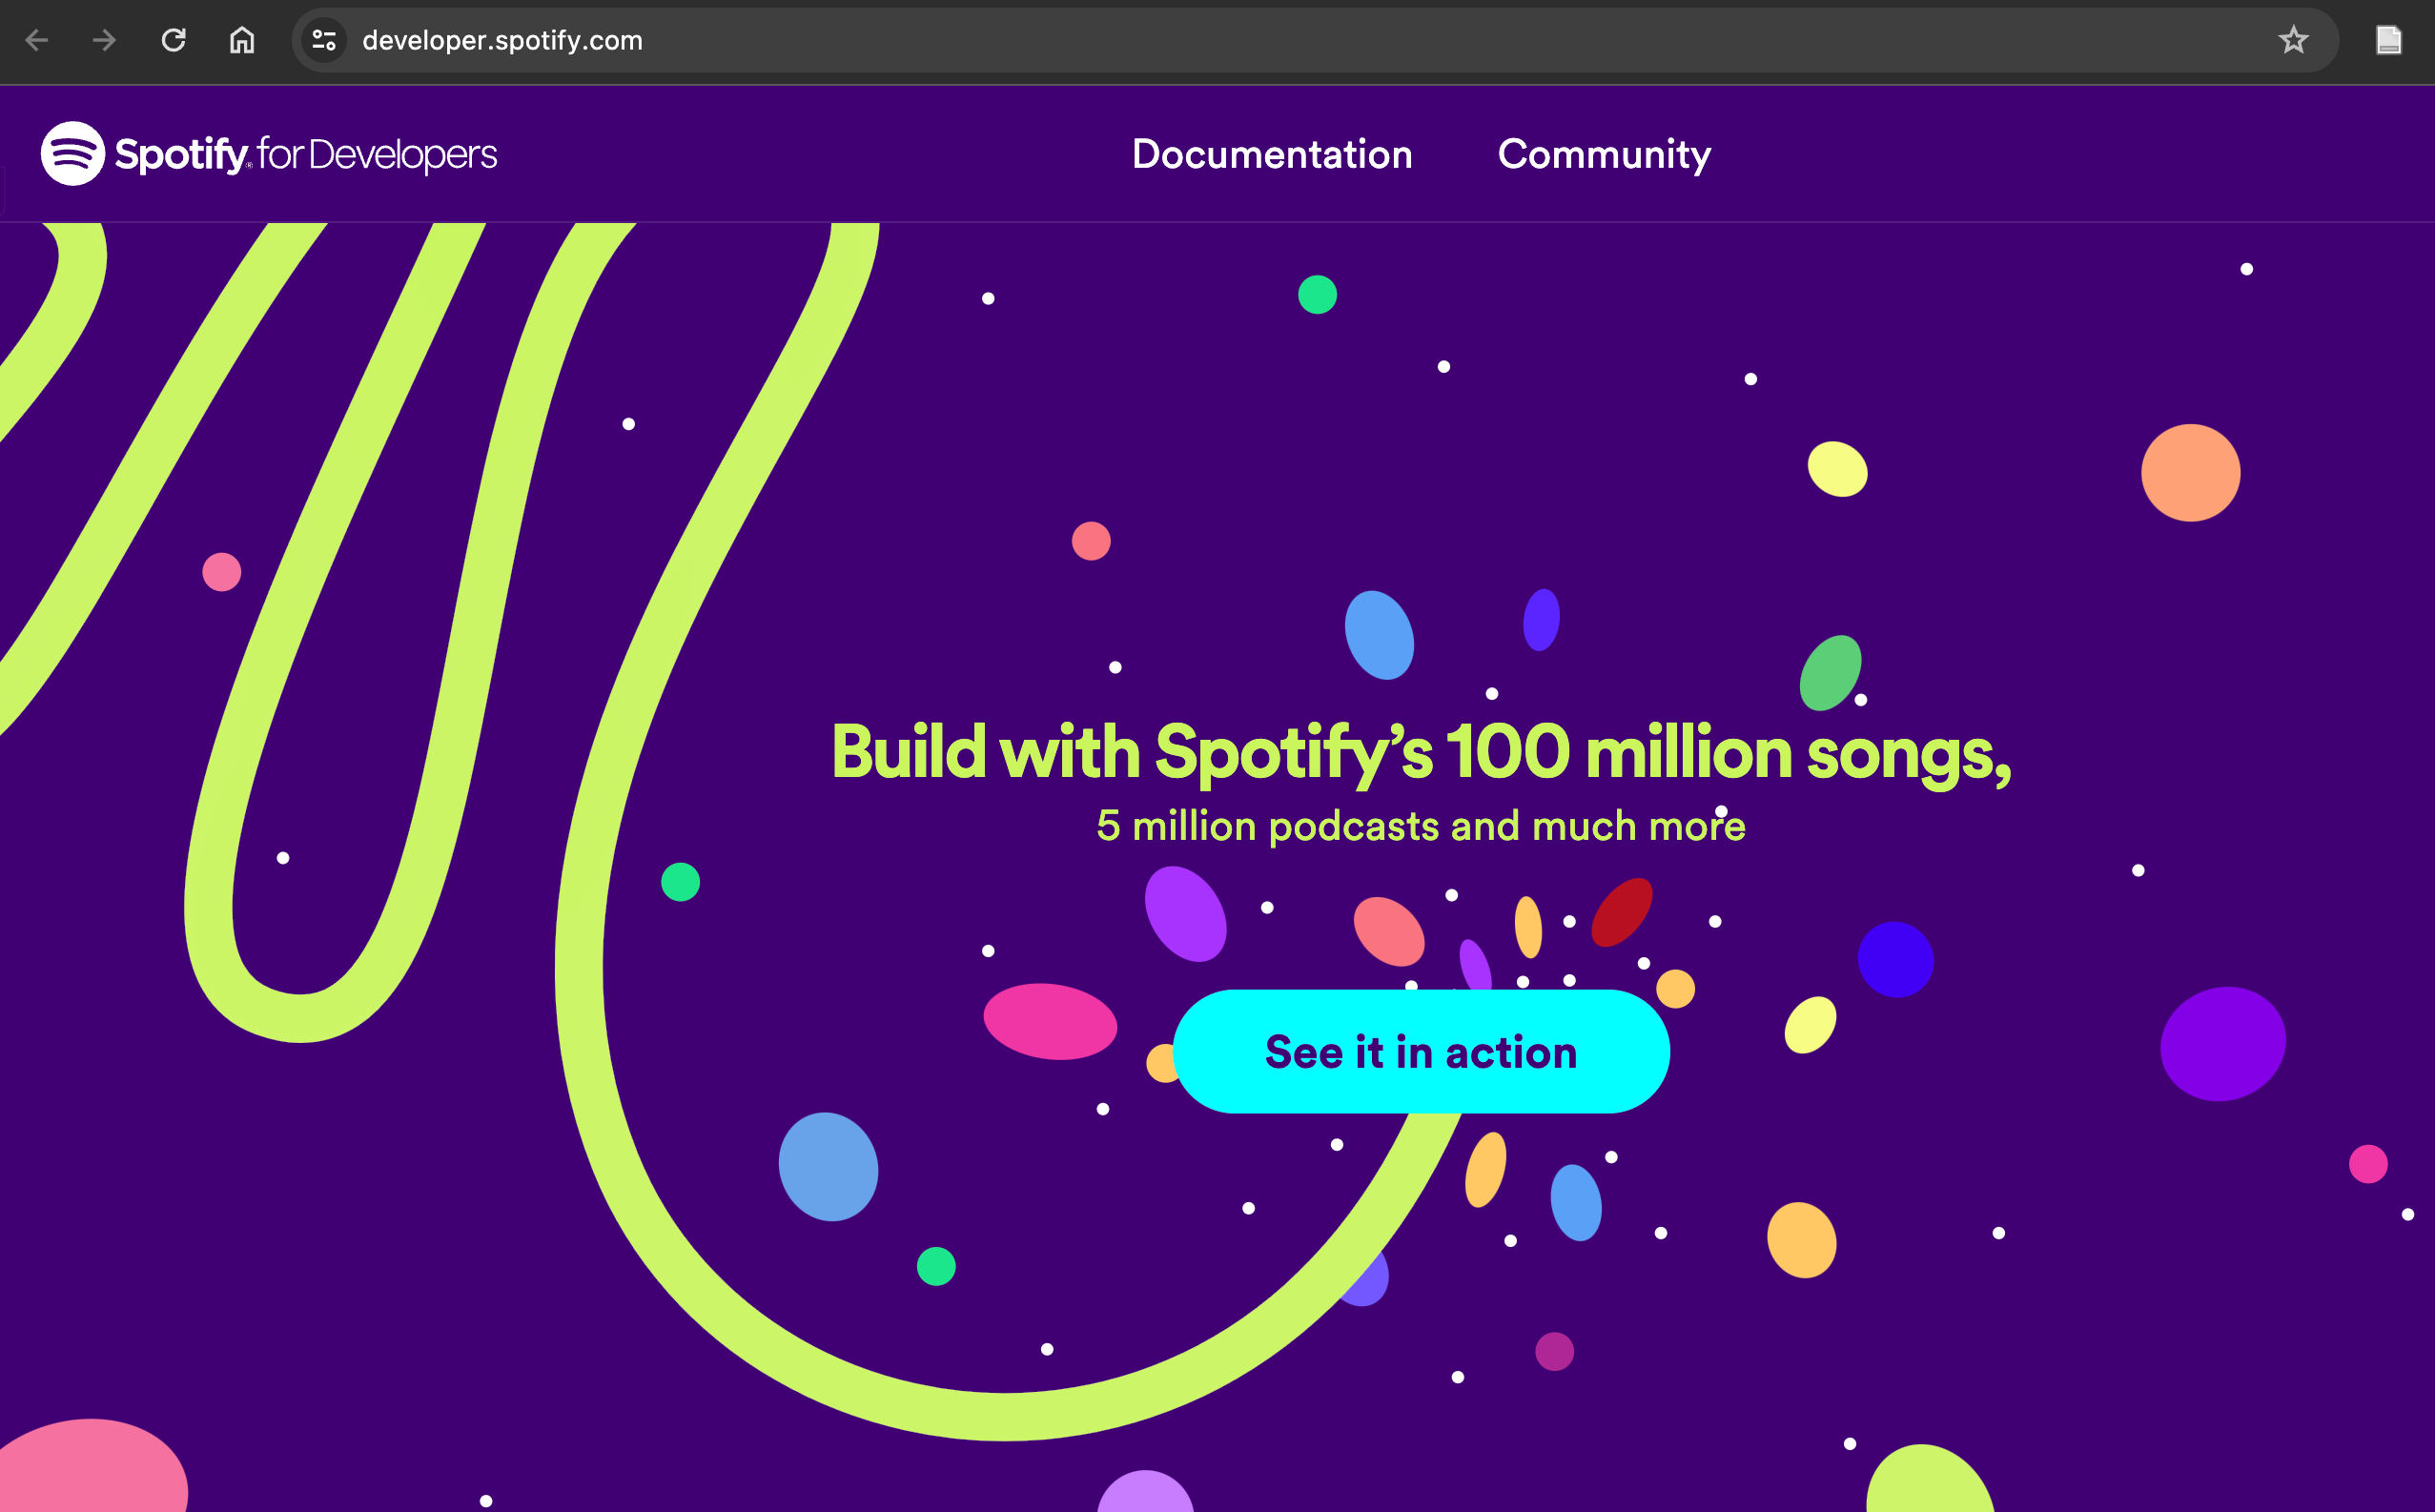 developer.spotify.com
Spotify® for Developers
Documentation
Community
Build with Spotify’s 100 million songs,
5 million podcasts and much more
See it in action